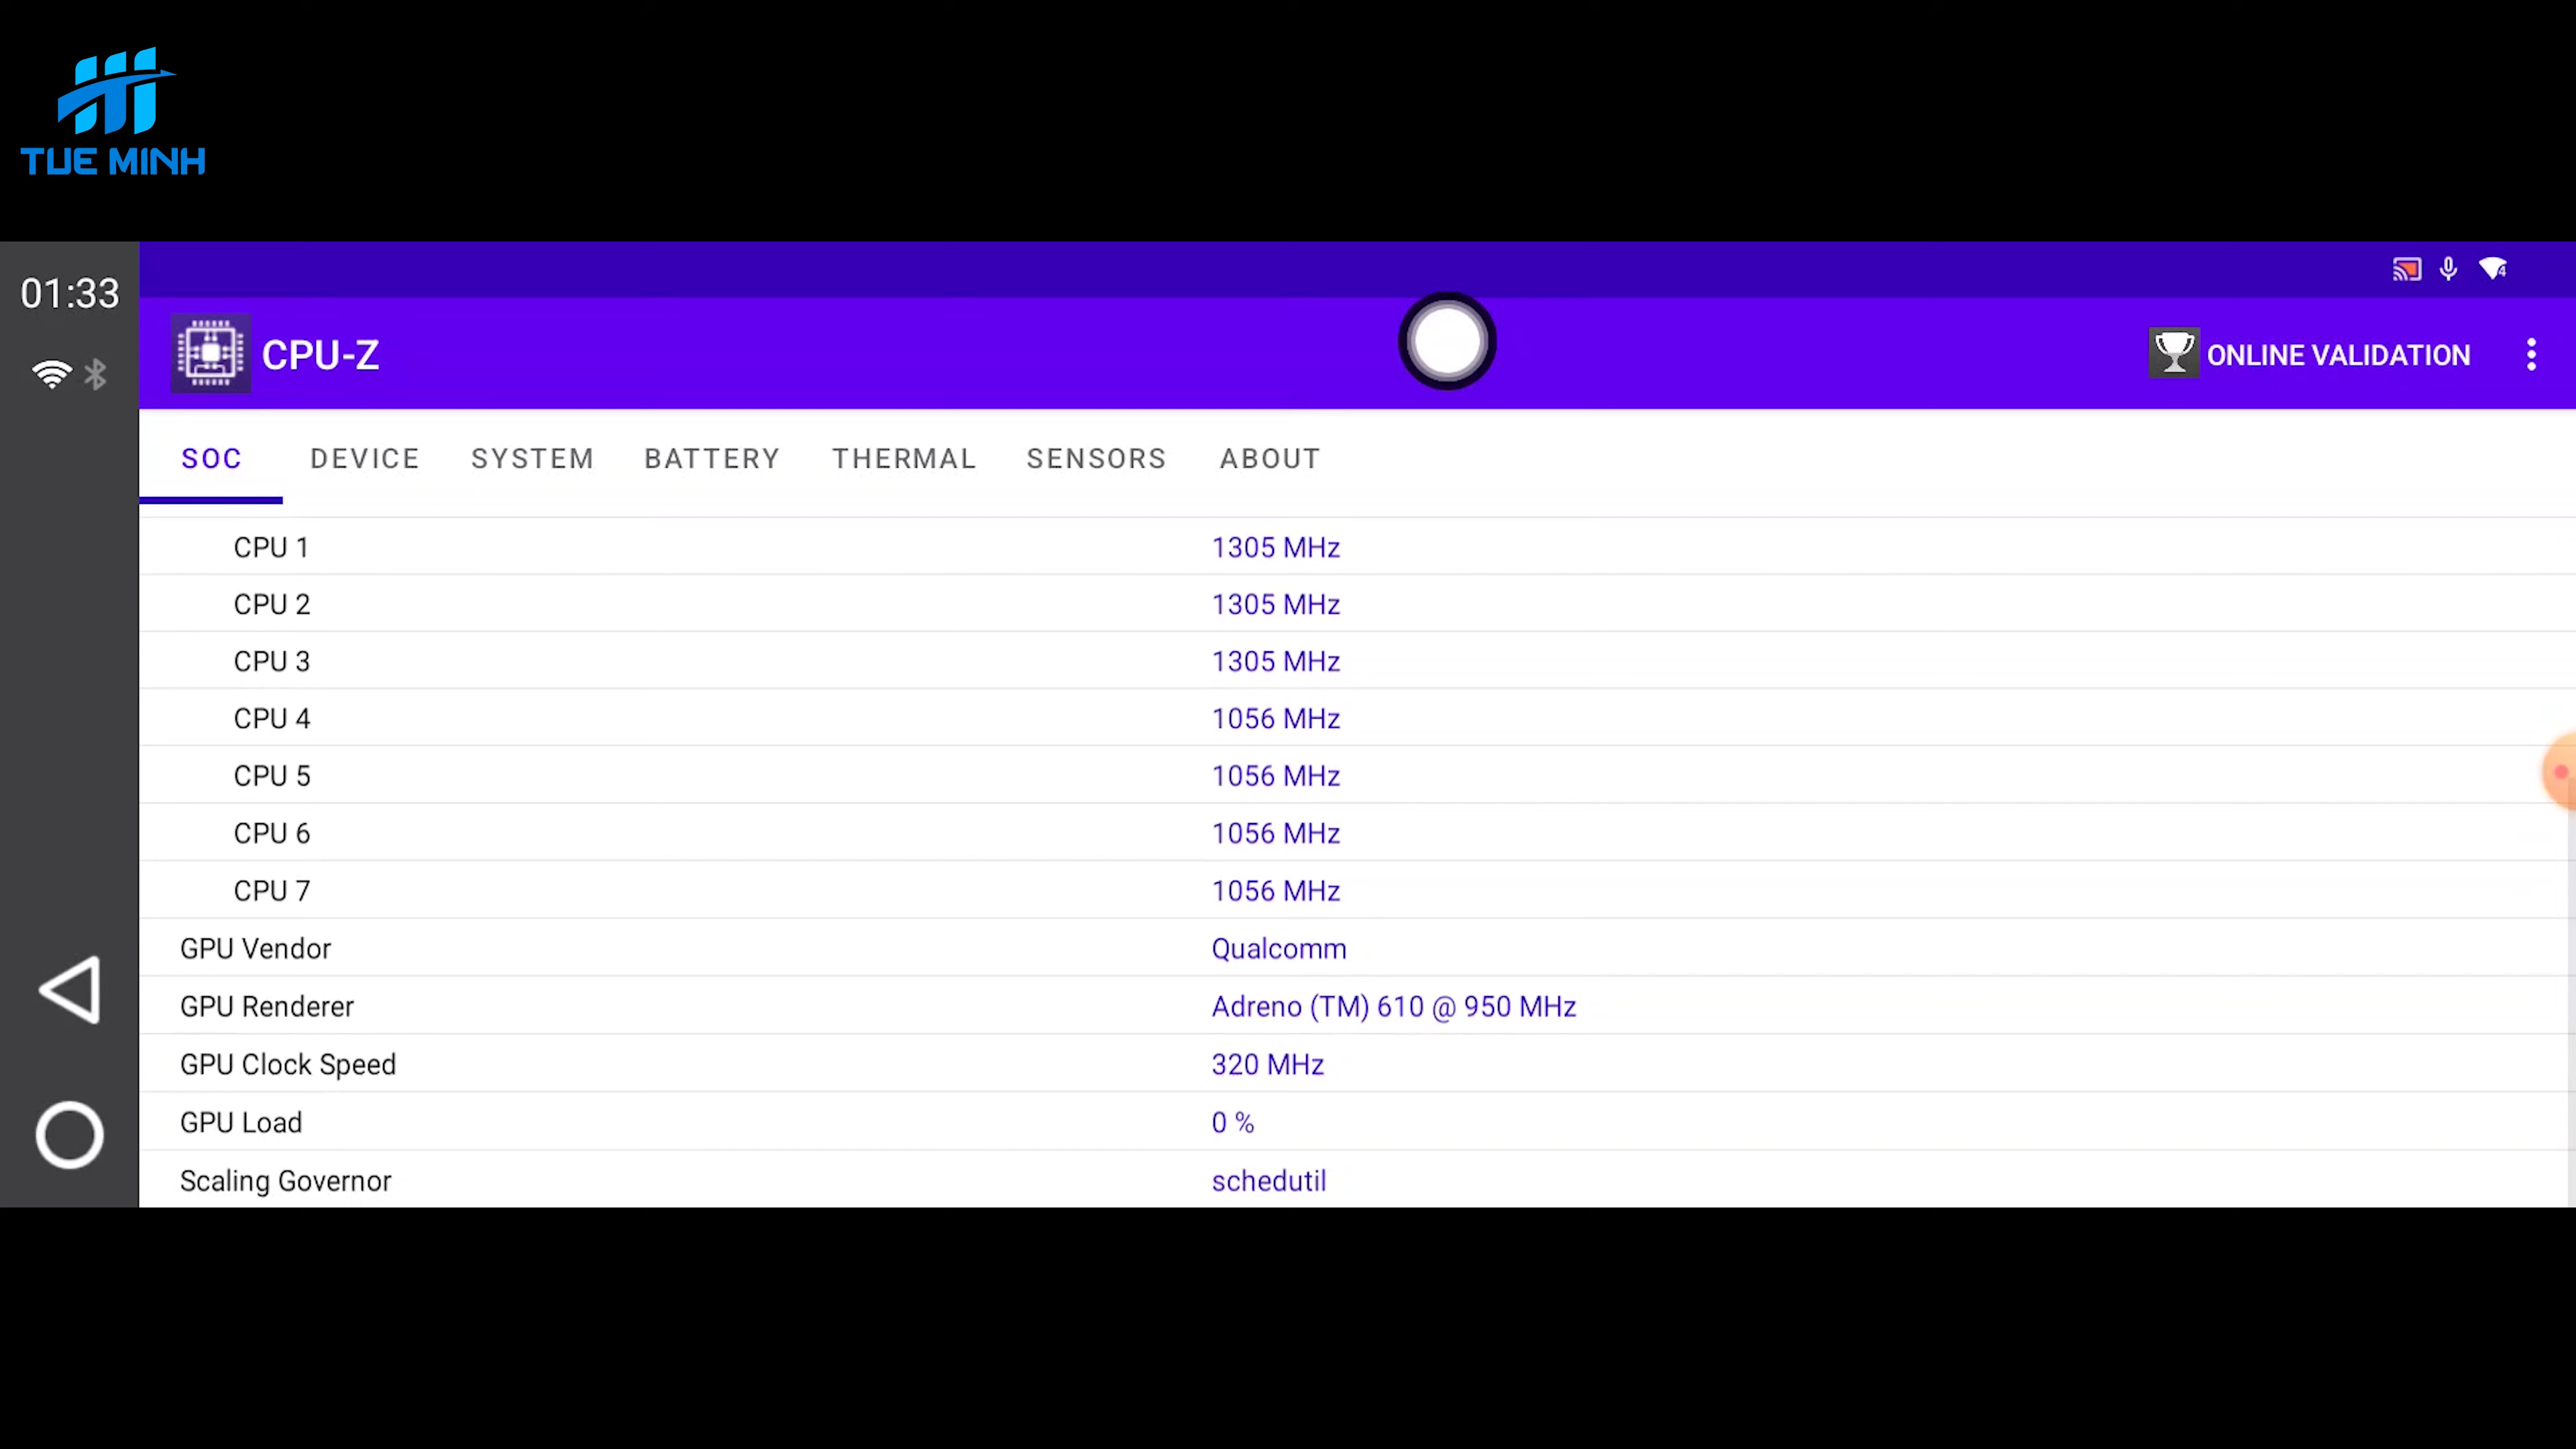 TUE MINH
01:33
CPU-Z
ONLINE VALIDATION
SOC DEVICE SYSTEM BATTERY THERMAL SENSORS ABOUT
CPU 1 1305 MHz
CPU 2 1305 MHz
CPU 3 1305 MHz
CPU 4 1056 MHz
CPU 5 1056 MHz
CPU 6 1056 MHz
CPU 7 1056 MHz
GPU Vendor Qualcomm
GPU Renderer Adreno (TM) 610 @ 950 MHz
GPU Clock Speed 320 MHz
GPU Load 0 %
Scaling Governor schedutil